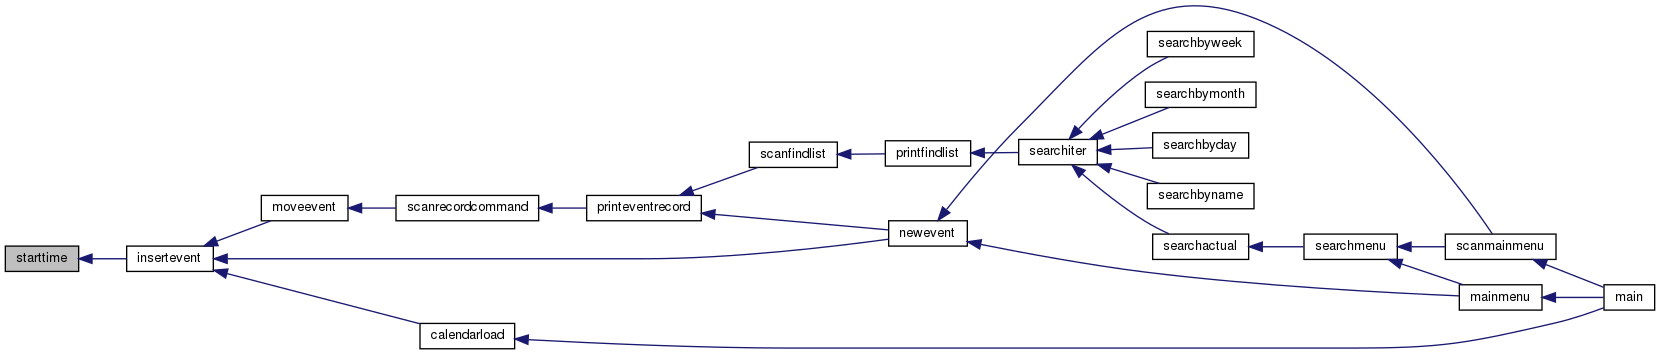 searchbyweek
searchbymonth
searchbyday
scanfindlist
printfindlist
searchiter
searchbyname
moveevent
scanrecordcommand
printeventrecord
newevent
searchactual
searchmenu
scanmainmenu
starttime
insertevent
mainmenu
main
calendarload